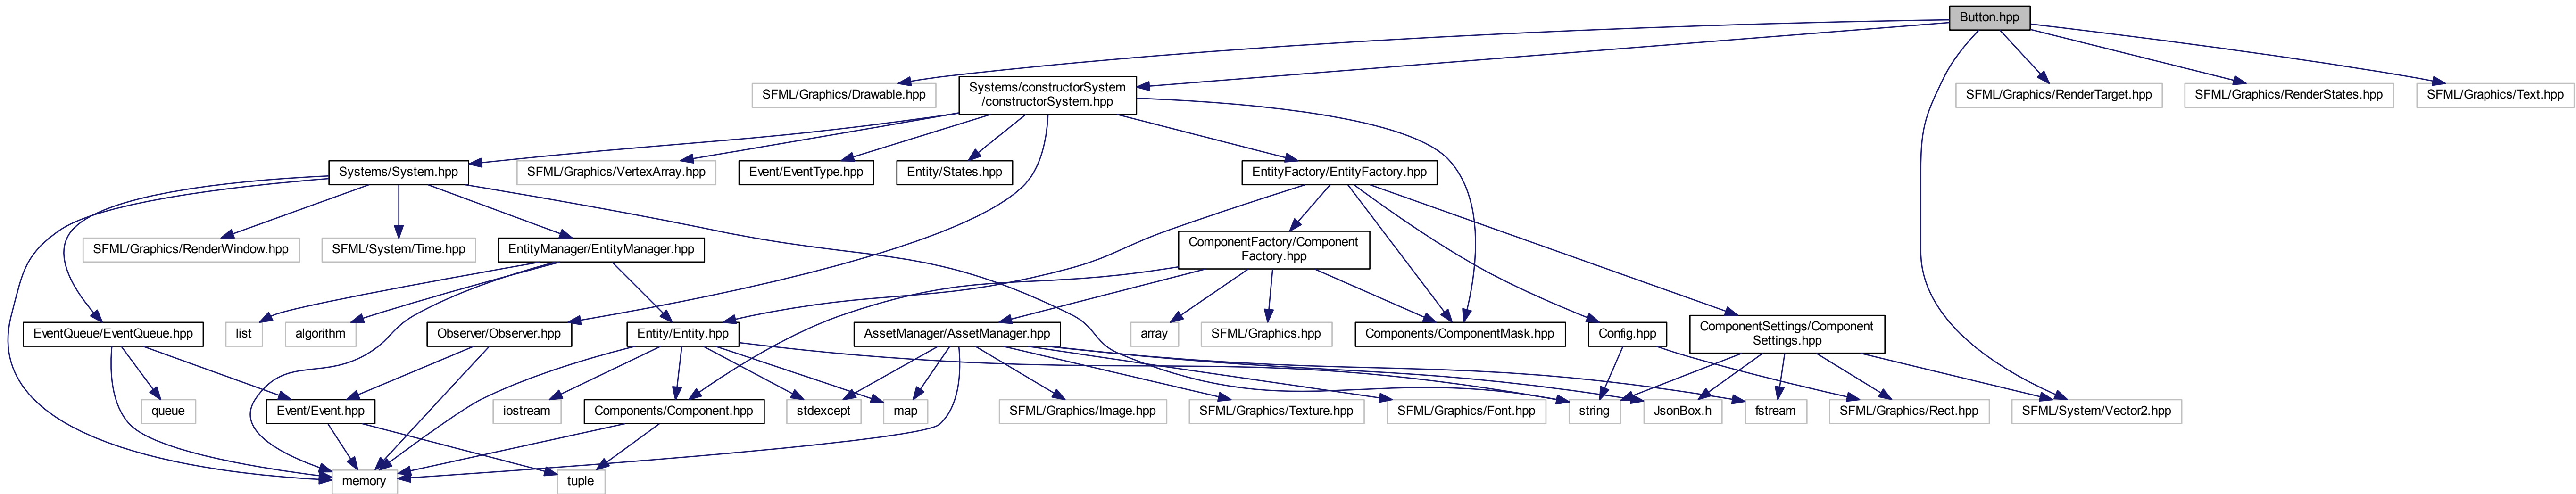 Button.hpp
SFML/Graphics/Drawable.hpp
Systems/constructorSystem
/constructorSystem.hpp
SFML/Graphics/RenderTarget.hpp
SFML/Graphics/RenderStates.hpp
SFML/Graphics/Text.hpp
Systems/System.hpp
SFML/Graphics/VertexArray.hpp
Event/EventType.hpp
Entity/States.hpp
EntityFactory/EntityFactory.hpp
SFML/Graphics/RenderWindow.hpp
SFML/System/Time.hpp
EntityManager/EntityManager.hpp
ComponentFactory/Component
Factory.hpp
EventQueue/EventQueue.hpp
list
algorithm
Observer/Observer.hpp
Entity/Entity.hpp
AssetManager/AssetManager.hpp
array
SFML/Graphics.hpp
Components/ComponentMask.hpp
Config.hpp
ComponentSettings/Component
Settings.hpp
queue
Event/Event.hpp
iostream
Components/Component.hpp
stdexcept
map
SFML/Graphics/Image.hpp
SFML/Graphics/Texture.hpp
SFML/Graphics/Font.hpp
string
JsonBox.h
fstream
SFML/Graphics/Rect.hpp
SFML/System/Vector2.hpp
memory
tuple